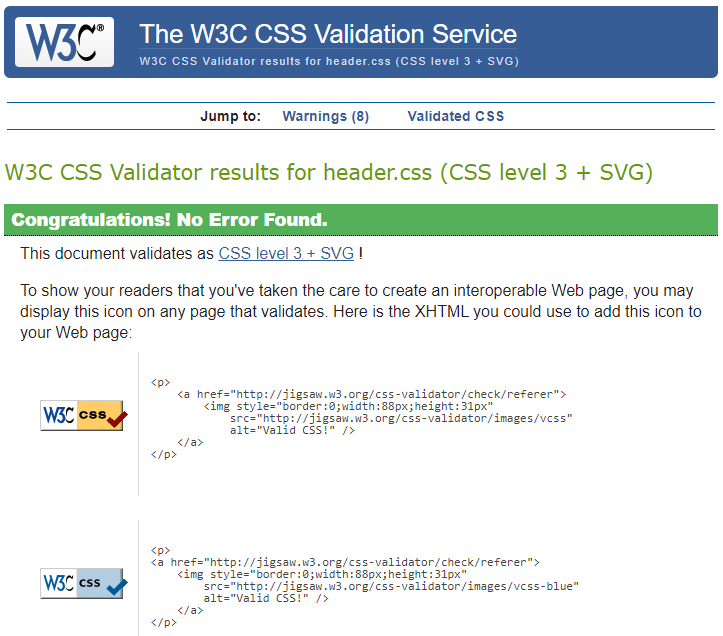 W3C®
The W3C CSS Validation Service
W3C CSS Validator results for header.css (CSS level 3 + SVG)
Jump to: Warnings (8) Validated CSS
W3C CSS Validator results for header.css (CSS level 3 + SVG)
Congratulations! No Error Found.
This document validates as CSS level 3 + SVG !
To show your readers that you've taken the care to create an interoperable Web page, you may
display this icon on any page that validates. Here is the XHTML you could use to add this icon to
your Web page:
W3C css
<p>
    <a href="http://jigsaw.w3.org/css-validator/check/referer">
        <img style="border:0;width:88px;height:31px"
            src="http://jigsaw.w3.org/css-validator/images/vcss"
            alt="Valid CSS!" />
    </a>
</p>
W3C css
<p>
<a href="http://jigsaw.w3.org/css-validator/check/referer">
    <img style="border:0;width:88px;height:31px"
        src="http://jigsaw.w3.org/css-validator/images/vcss-blue"
        alt="Valid CSS!" />
    </a>
</p>